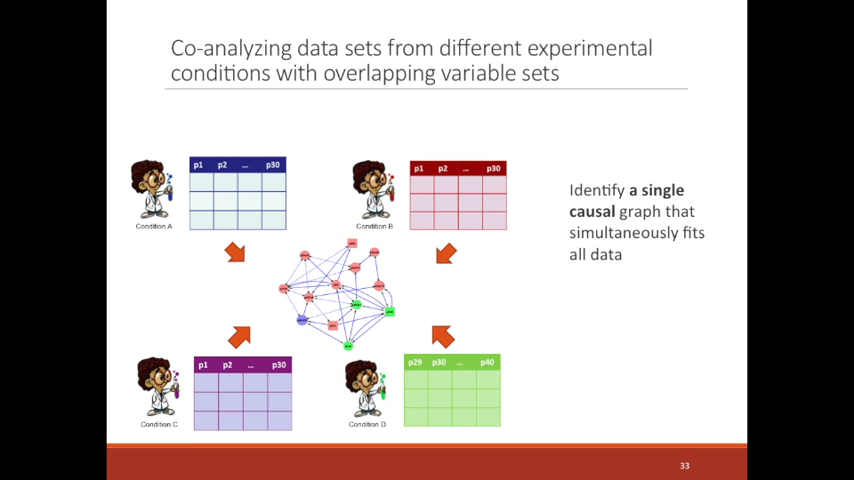 Co-analyzing data sets from different experimental
conditions with overlapping variable sets
p1 p2 ... p30
Condition A
p1 p2 ... p30
Condition B
Identify a single
causal graph that
simultaneously fits
all data
p1 p2 ... p30
Condition C
p29 p30 ... p40
Condition D
33